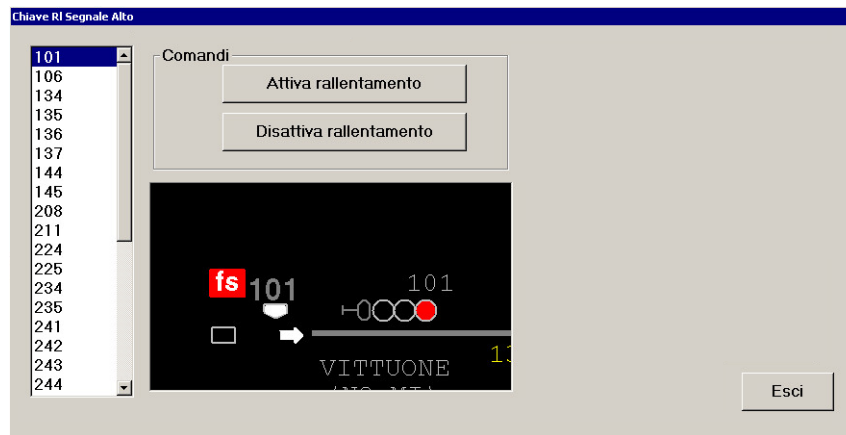 Chiave Rl Segnale Alto
101
106
134
135
136
137
144
145
208
211
224
225
234
235
241
242
243
244
Comandi
Attiva rallentamento
Disattiva rallentamento
fs 101
101
VITTUONE
Esci